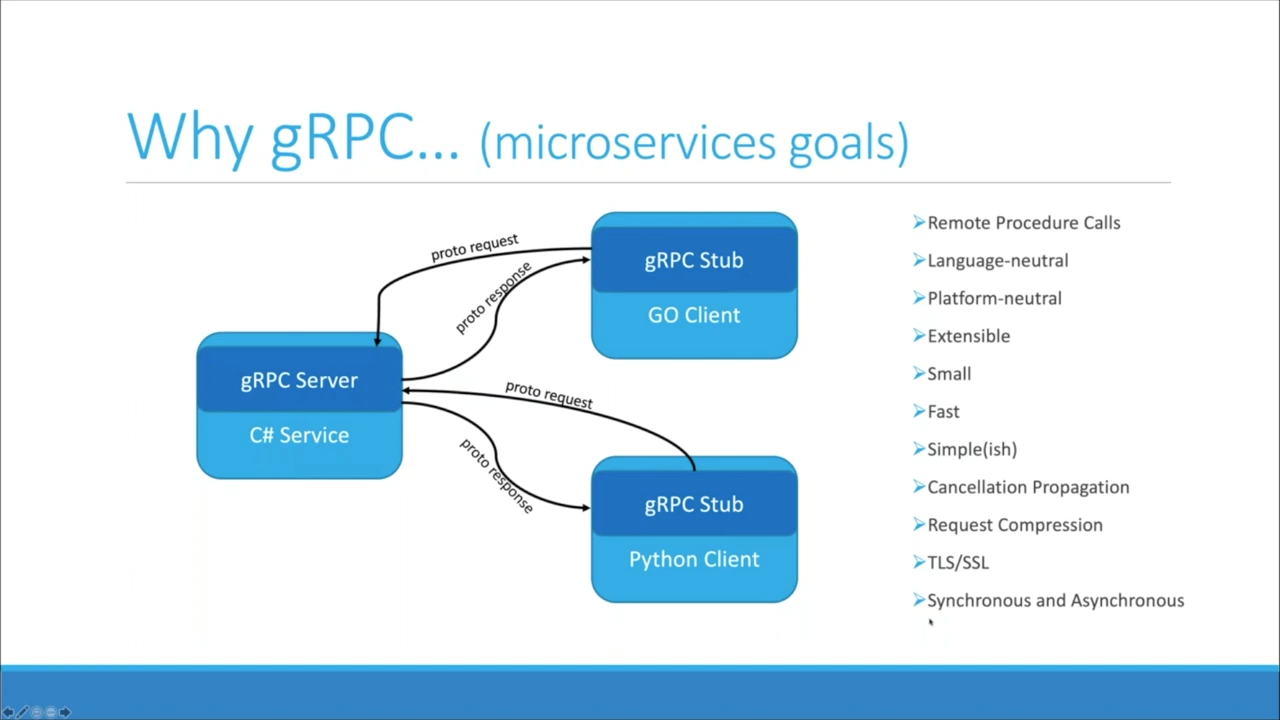 Why gRPC... (microservices goals)
proto request
proto response
gRPC Stub
GO Client
gRPC Server
C# Service
proto request
proto response
gRPC Stub
Python Client
Remote Procedure Calls
Language-neutral
Platform-neutral
Extensible
Small
Fast
Simple(ish)
Cancellation Propagation
Request Compression
TLS/SSL
Synchronous and Asynchronous